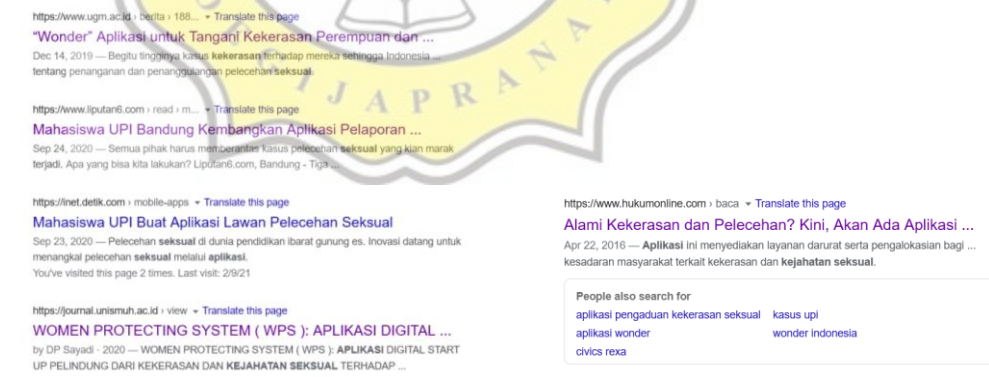 https://www.ugm.ac.id › berita › 188... ▾ Translate this page
“Wonder” Aplikasi untuk Tangani Kekerasan Perempuan dan ...
Dec 14, 2019 — Begitu tingginya kasus kekerasan terhadap mereka sehingga Indonesia ...
tentang penanganan dan penanggulangan pelecehan seksual.
https://www.liputan6.com › read › m... ▾ Translate this page
Mahasiswa UPI Bandung Kembangkan Aplikasi Pelaporan ...
Sep 24, 2020 — Semua pihak harus memberantas kasus pelecehan seksual yang kian marak
terjadi. Apa yang bisa kita lakukan? Liputan6.com, Bandung - Tiga ...
https://inet.detik.com › mobile-apps ▾ Translate this page
Mahasiswa UPI Buat Aplikasi Lawan Pelecehan Seksual
Sep 23, 2020 — Pelecehan seksual di dunia pendidikan ibarat gunung es. Inovasi datang untuk
menangkal pelecehan seksual melalui aplikasi.
You've visited this page 2 times. Last visit: 2/9/21
https://journal.unismuh.ac.id › view ▾ Translate this page
WOMEN PROTECTING SYSTEM ( WPS ): APLIKASI DIGITAL ...
by DP Sayadi · 2020 — WOMEN PROTECTING SYSTEM ( WPS ): APLIKASI DIGITAL START
UP PELINDUNG DARI KEKERASAN DAN KEJAHATAN SEKSUAL TERHADAP ...
https://www.hukumonline.com › baca ▾ Translate this page
Alami Kekerasan dan Pelecehan? Kini, Akan Ada Aplikasi ...
Apr 22, 2016 — Aplikasi ini menyediakan layanan darurat serta pengalokasian bagi ...
kesadaran masyarakat terkait kekerasan dan kejahatan seksual.
People also search for
aplikasi pengaduan kekerasan seksual kasus upi
aplikasi wonder wonder indonesia
civics rexa
GIJAPRANA